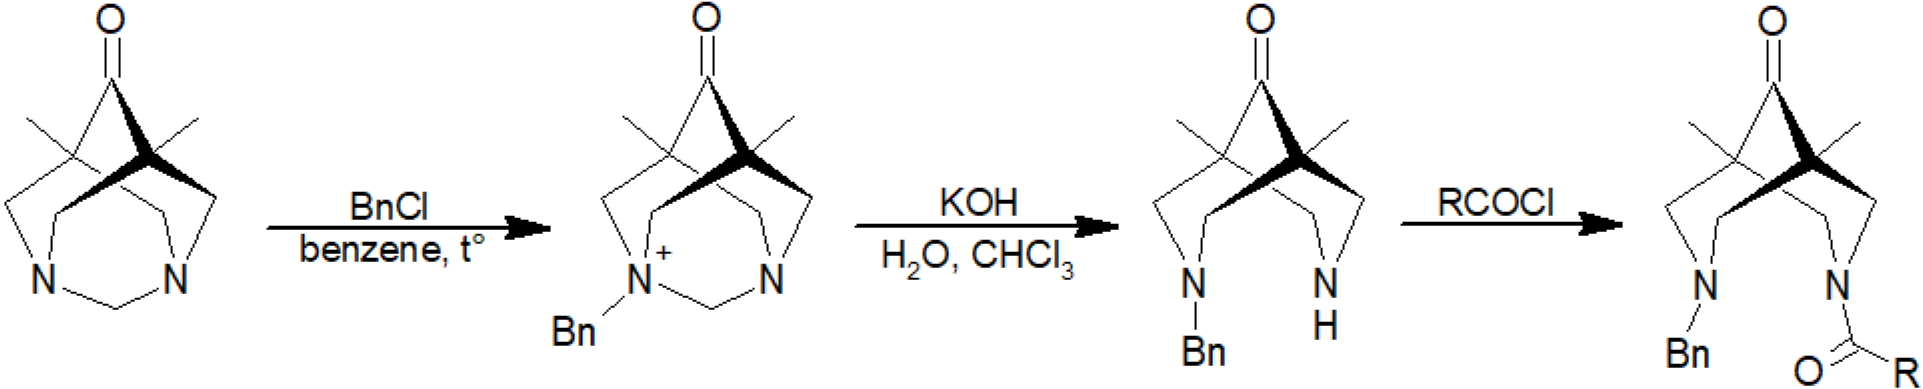 O
N
N
BnCl
benzene, t°
O
N
+
N
Bn
KOH
H₂O, CHCl₃
O
N
N
H
Bn
RCOCl
O
N
N
Bn
O
R